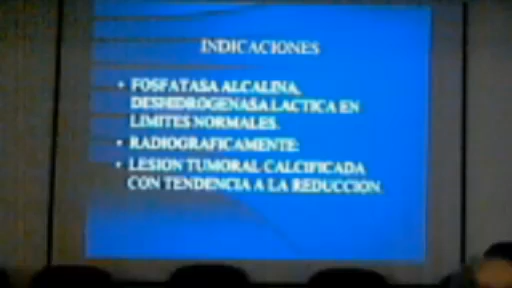 INDICACIONES
• FOSFATASA ALCALINA,
DESHIDROGENASA LACTICA EN
LIMITES NORMALES.
• RADIOGRAFICAMENTE:
• LESION TUMORAL CALCIFICADA
CON TENDENCIA A LA REDUCCION.